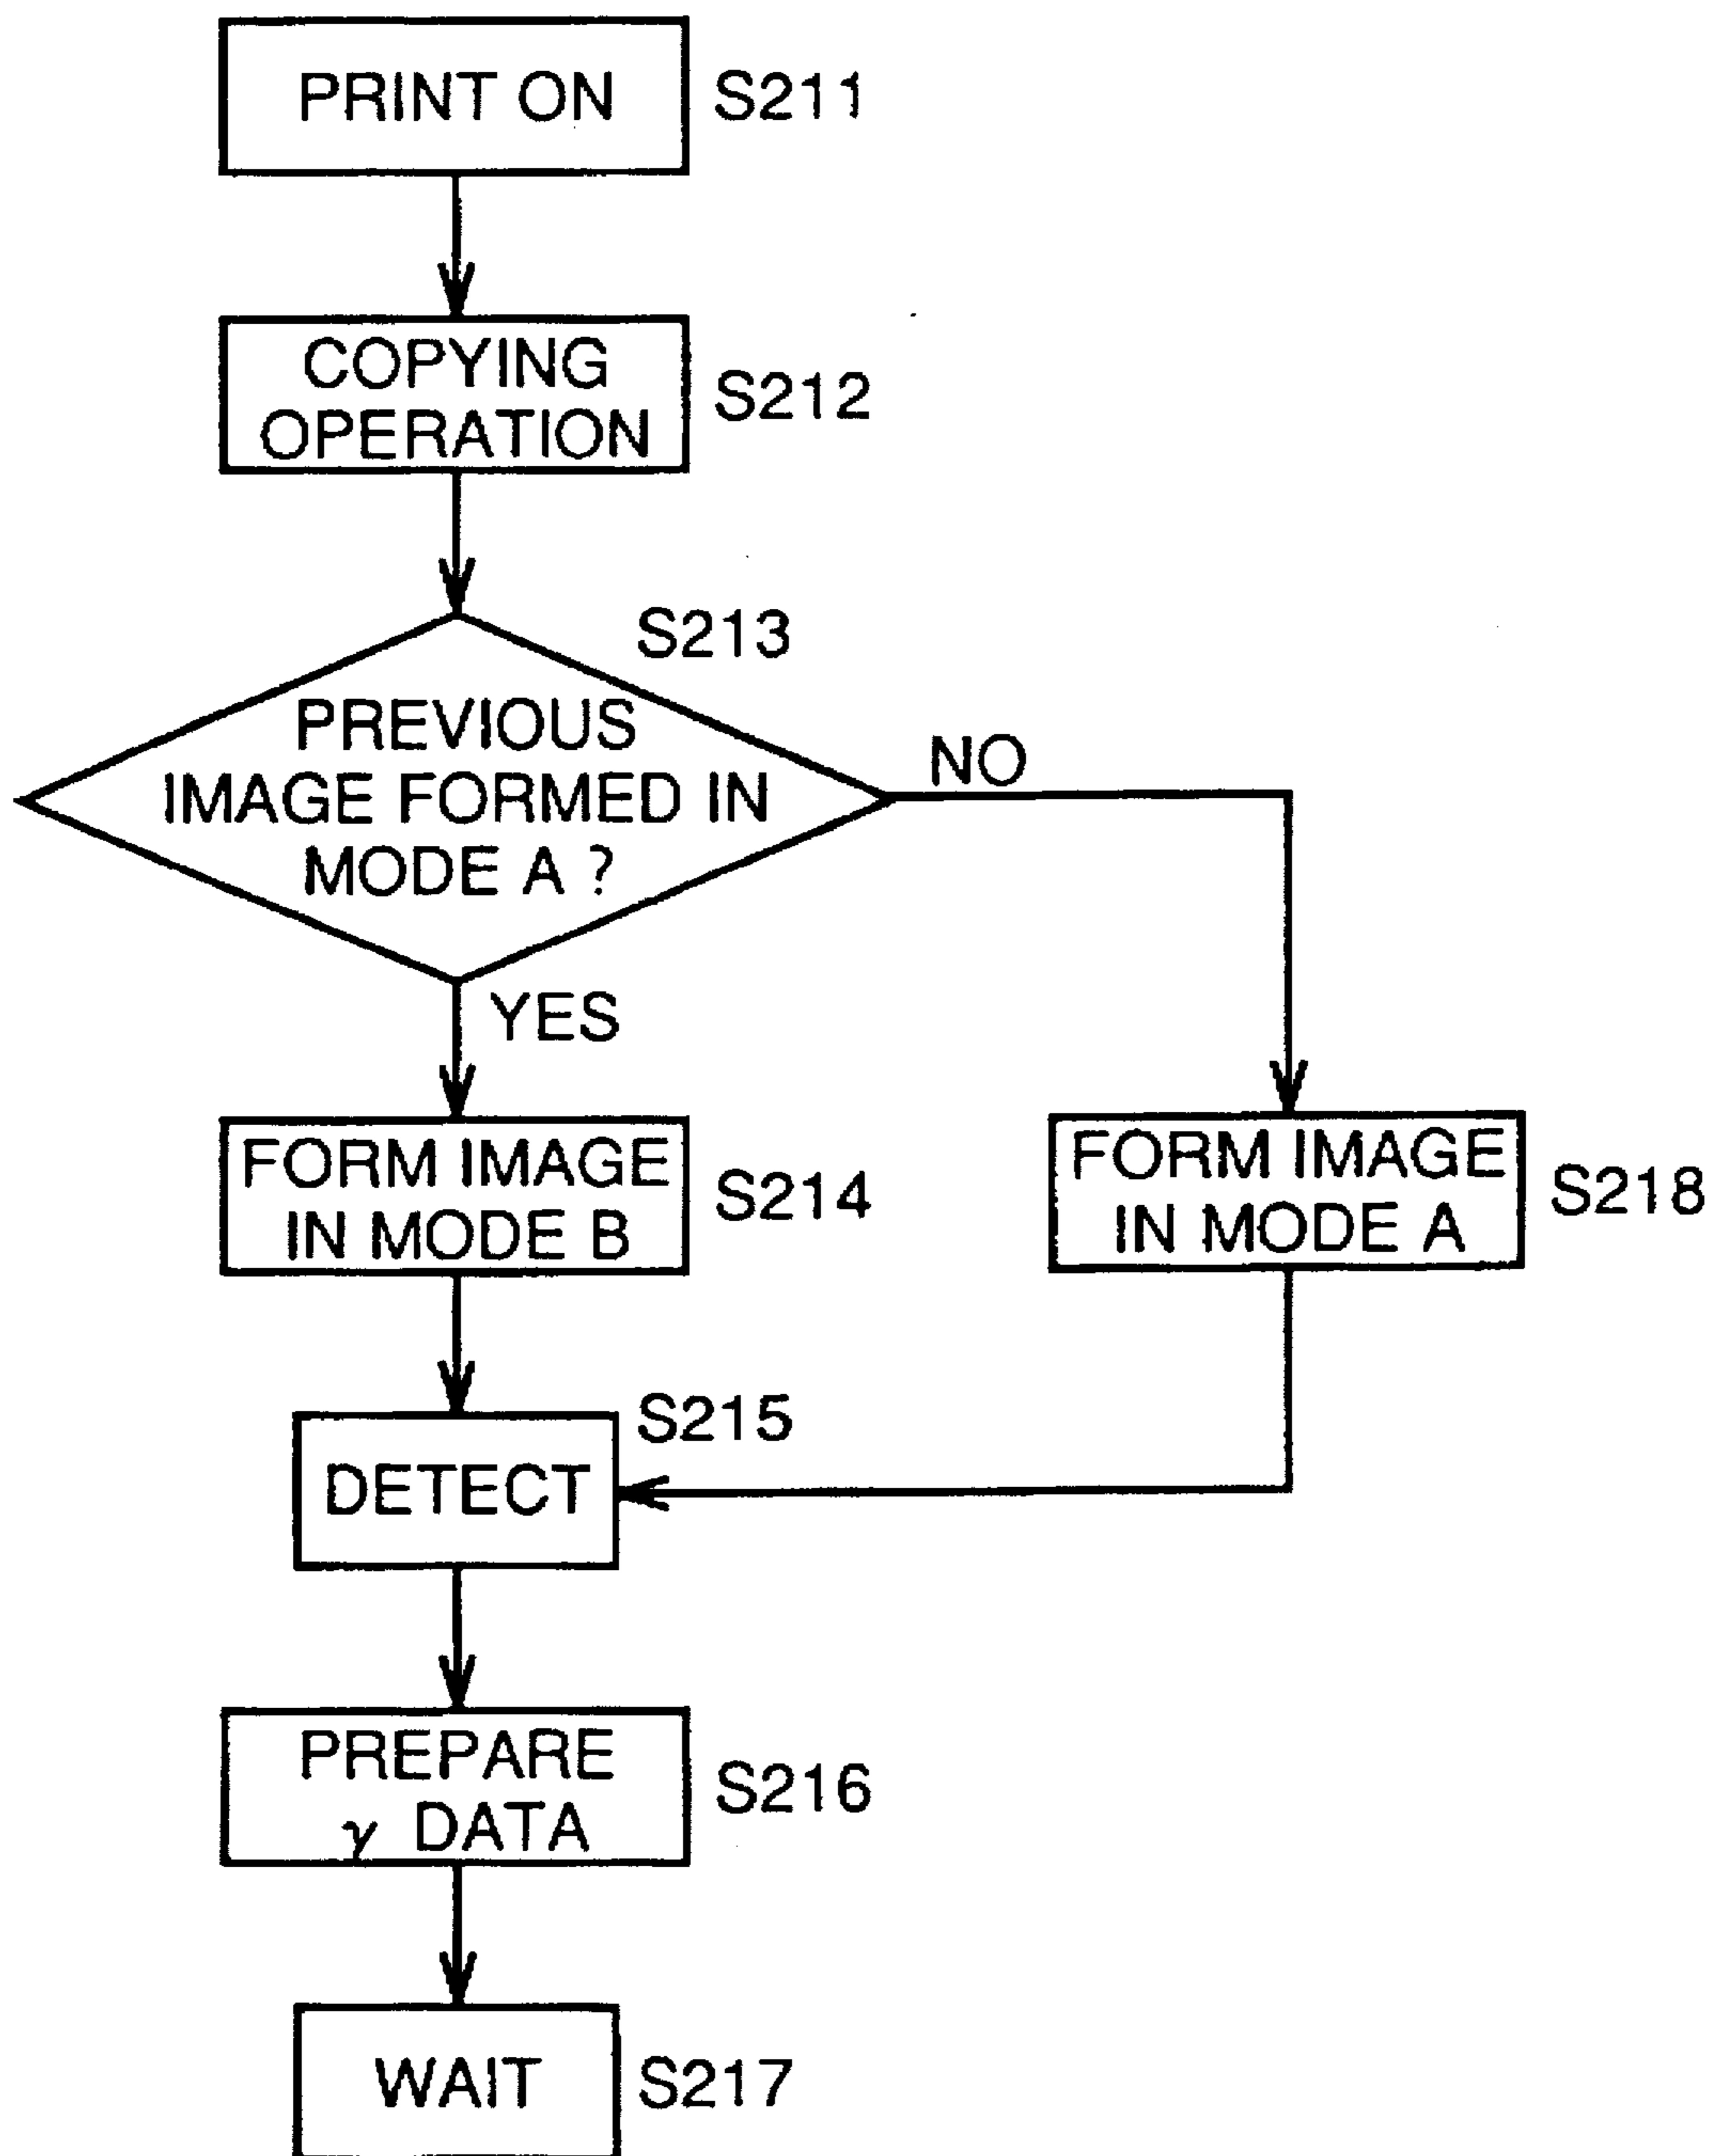 PRINT ON
S211
COPYING
OPERATION
S212
S213
PREVIOUS
IMAGE FORMED IN
MODE A ?
NO
YES
FORM IMAGE
IN MODE B
S214
FORM IMAGE
IN MODE A
S218
S215
DETECT
PREPARE
γ DATA
S216
WAIT
S217